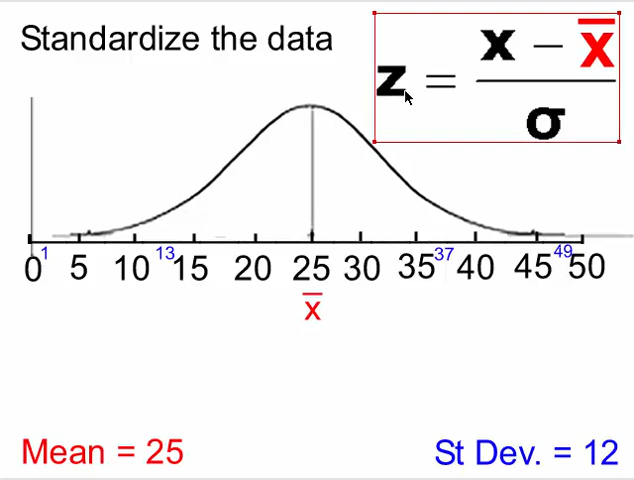 Standardize the data
z = x − x̅ / σ
1 13 37 49
0 5 10 15 20 25 30 35 40 45 50
x̅
Mean = 25 St Dev. = 12